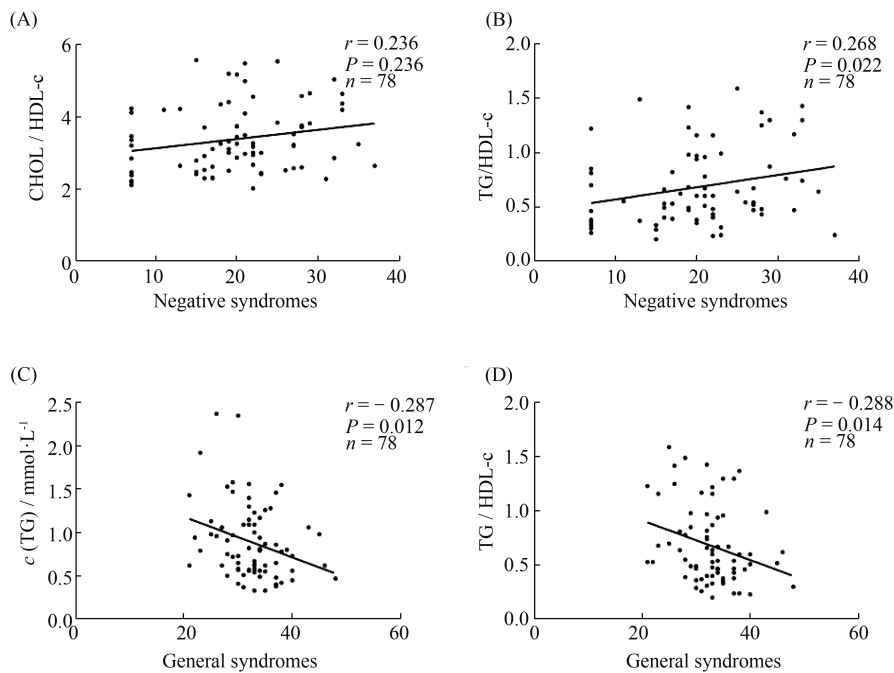 (A)
r = 0.236
P = 0.236
n = 78
CHOL / HDL-c
6
4
2
0
0
10
20
30
40
Negative syndromes
(B)
r = 0.268
P = 0.022
n = 78
TG/HDL-c
2.0
1.5
1.0
0.5
0.0
0
10
20
30
40
Negative syndromes
(C)
r = − 0.287
P = 0.012
n = 78
c (TG) / mmol·L⁻¹
2.5
2.0
1.5
1.0
0.5
0.0
0
20
40
60
General syndromes
(D)
r = − 0.288
P = 0.014
n = 78
TG / HDL-c
2.0
1.5
1.0
0.5
0.0
0
20
40
60
General syndromes